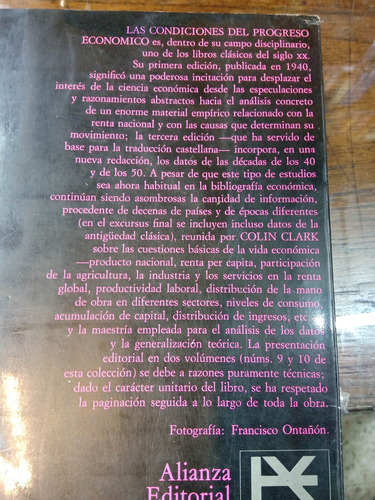 LAS CONDICIONES DEL PROGRESO
ECONOMICO es, dentro de su campo disciplinario,
uno de los libros clásicos del siglo XX.
Su primera edición, publicada en 1940,
significó una poderosa incitación para desplazar el
interés de la ciencia económica desde las especulaciones
y razonamientos abstractos hacia el análisis concreto
de un enorme material empírico relacionado con la
renta nacional y con las causas que determinan su
movimiento; la tercera edición —que ha servido de
base para la traducción castellana— incorpora, en una
nueva redacción, los datos de las décadas de los 40
y de los 50. A pesar de que este tipo de estudios
sea ahora habitual en la bibliografía económica,
continúan siendo asombrosas la cantidad de información,
procedente de decenas de países y de épocas diferentes
(en el excursus final se incluyen incluso datos de la
antigüedad clásica), reunida por COLIN CLARK
sobre las cuestiones básicas de la vida económica
—producto nacional, renta per capita, participación
de la agricultura, la industria y los servicios en la renta
global, productividad laboral, distribución de la mano
de obra en diferentes sectores, niveles de consumo,
acumulación de capital, distribución de ingresos, etc.—
y la maestría empleada para el análisis de los datos
y la generalización teórica. La presentación
editorial en dos volúmenes (núms. 9 y 10 de
esta colección) se debe a razones puramente técnicas;
dado el carácter unitario del libro, se ha respetado
la paginación seguida a lo largo de toda la obra.
Fotografía: Francisco Ontañón.
Alianza
Editorial